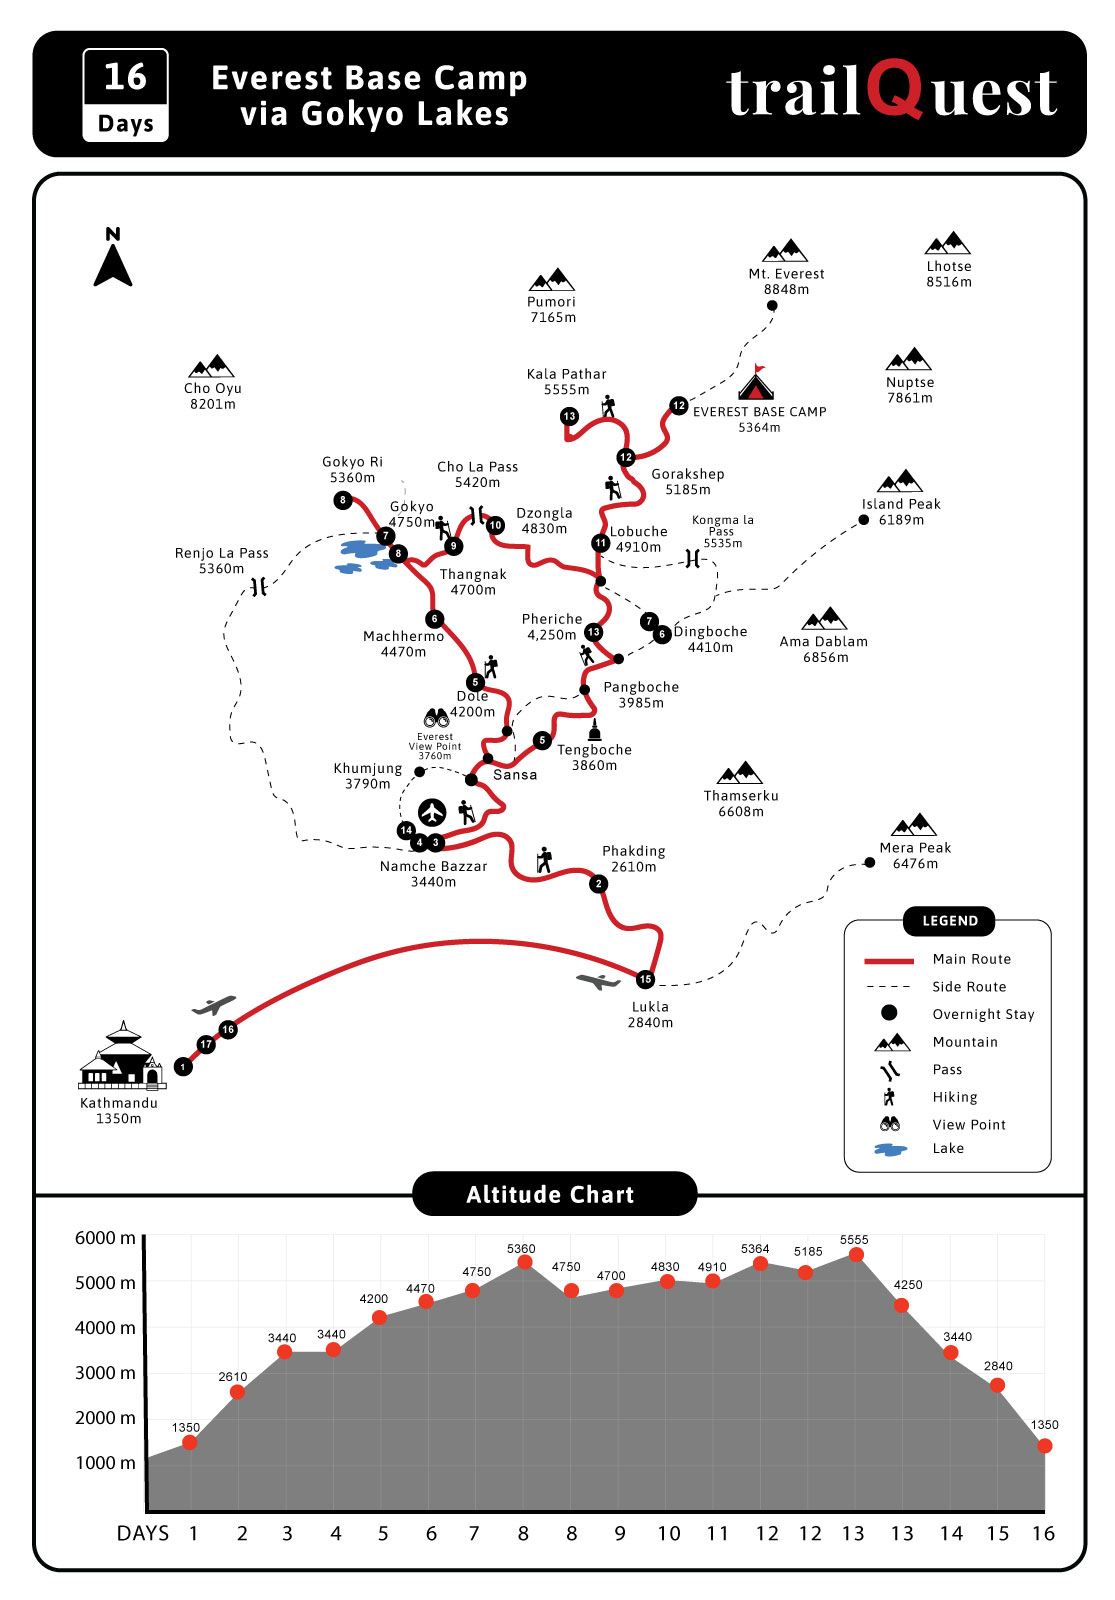 16
Days
Everest Base Camp
via Gokyo Lakes
trailQuest
N
Mt. Everest
8848m
Lhotse
8516m
Pumori
7165m
Cho Oyu
8201m
Nuptse
7861m
Kala Pathar
5555m
13
12
EVEREST BASE CAMP
5364m
12
Gorakshep
5185m
Gokyo Ri
5360m
8
Cho La Pass
5420m
Gokyo
4750m
7
8
9
10
Dzongla
4830m
Thangnak
4700m
Lobuche
4910m
11
Kongma la
Pass
5535m
Island Peak
6189m
Renjo La Pass
5360m
6
Machhermo
4470m
Pheriche
4,250m
13
7
6
Dingboche
4410m
Ama Dablam
6856m
5
Dole
4200m
Pangboche
3985m
Everest
View Point
3760m
5
Tengboche
3860m
Khumjung
3790m
Sansa
Thamserku
6608m
14
4
3
Namche Bazzar
3440m
Phakding
2610m
2
Mera Peak
6476m
15
Lukla
2840m
16
17
1
Kathmandu
1350m
LEGEND
Main Route
Side Route
Overnight Stay
Mountain
Pass
Hiking
View Point
Lake
Altitude Chart
6000 m
5000 m
4000 m
3000 m
2000 m
1000 m
1350
2610
3440
3440
4200
4470
4750
5360
4750
4700
4830
4910
5364
5185
5555
4250
3440
2840
1350
DAYS 1 2 3 4 5 6 7 8 8 9 10 11 12 12 13 13 14 15 16